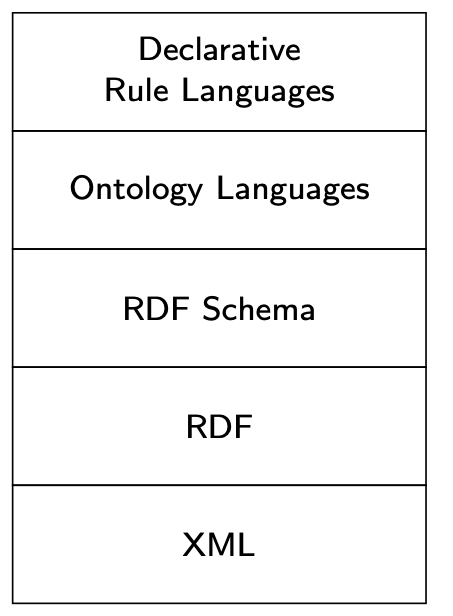 Declarative
Rule Languages
Ontology Languages
RDF Schema
RDF
XML